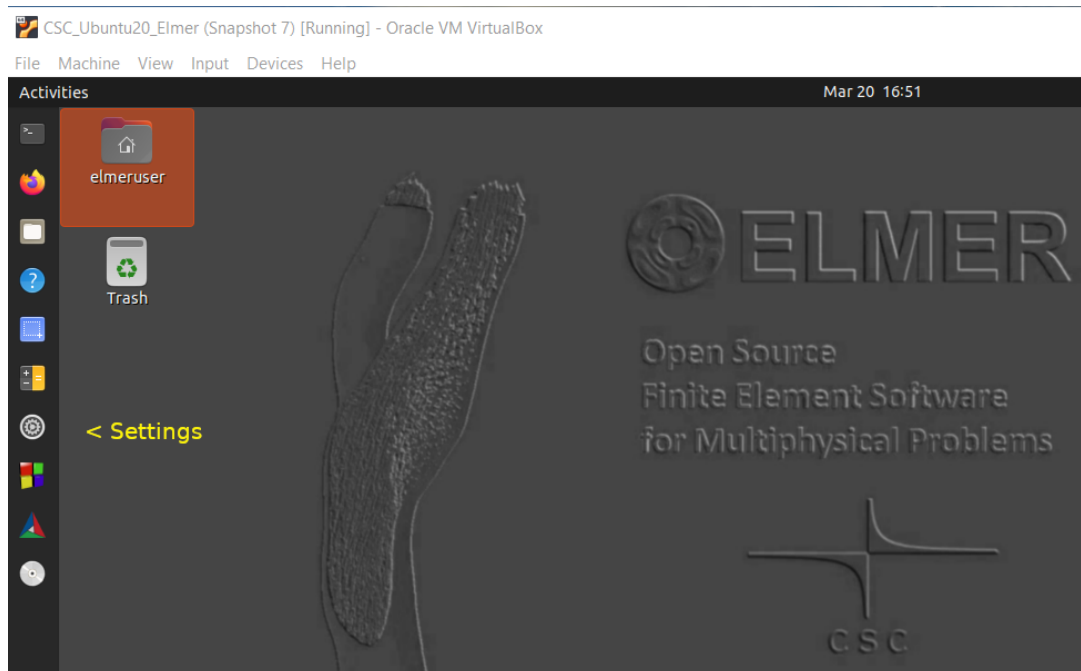 CSC_Ubuntu20_Elmer (Snapshot 7) [Running] - Oracle VM VirtualBox
File Machine View Input Devices Help
Activities Mar 20 16:51
elmeruser
Trash
< Settings
ELMER
Open Source
Finite Element Software
for Multiphysical Problems
CSC